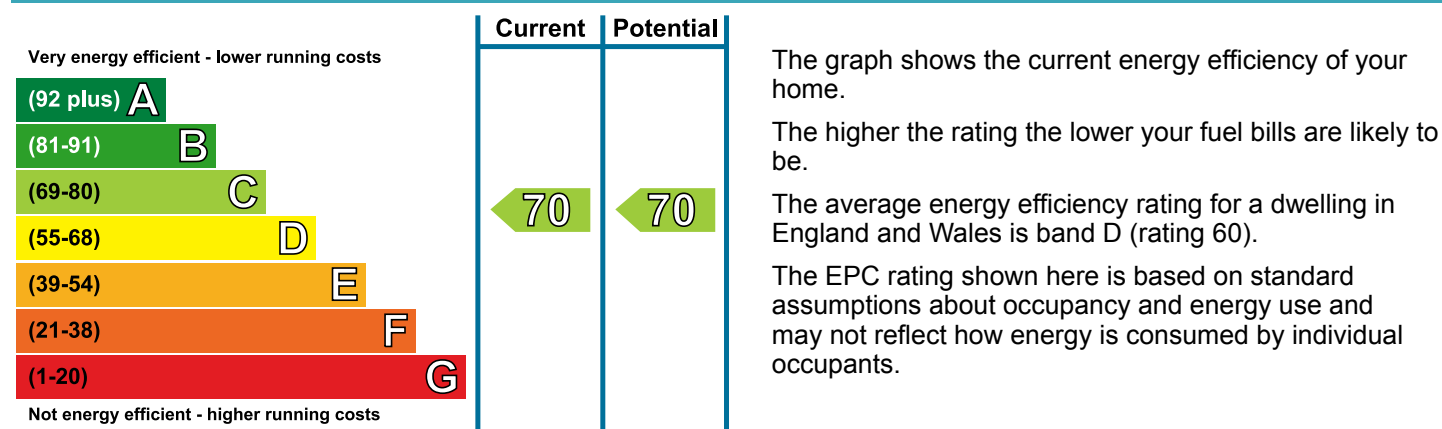 Current Potential
Very energy efficient - lower running costs
(92 plus) A
(81-91) B
(69-80) C
70 70
(55-68) D
(39-54) E
(21-38) F
(1-20) G
Not energy efficient - higher running costs
The graph shows the current energy efficiency of your
home.
The higher the rating the lower your fuel bills are likely to
be.
The average energy efficiency rating for a dwelling in
England and Wales is band D (rating 60).
The EPC rating shown here is based on standard
assumptions about occupancy and energy use and
may not reflect how energy is consumed by individual
occupants.